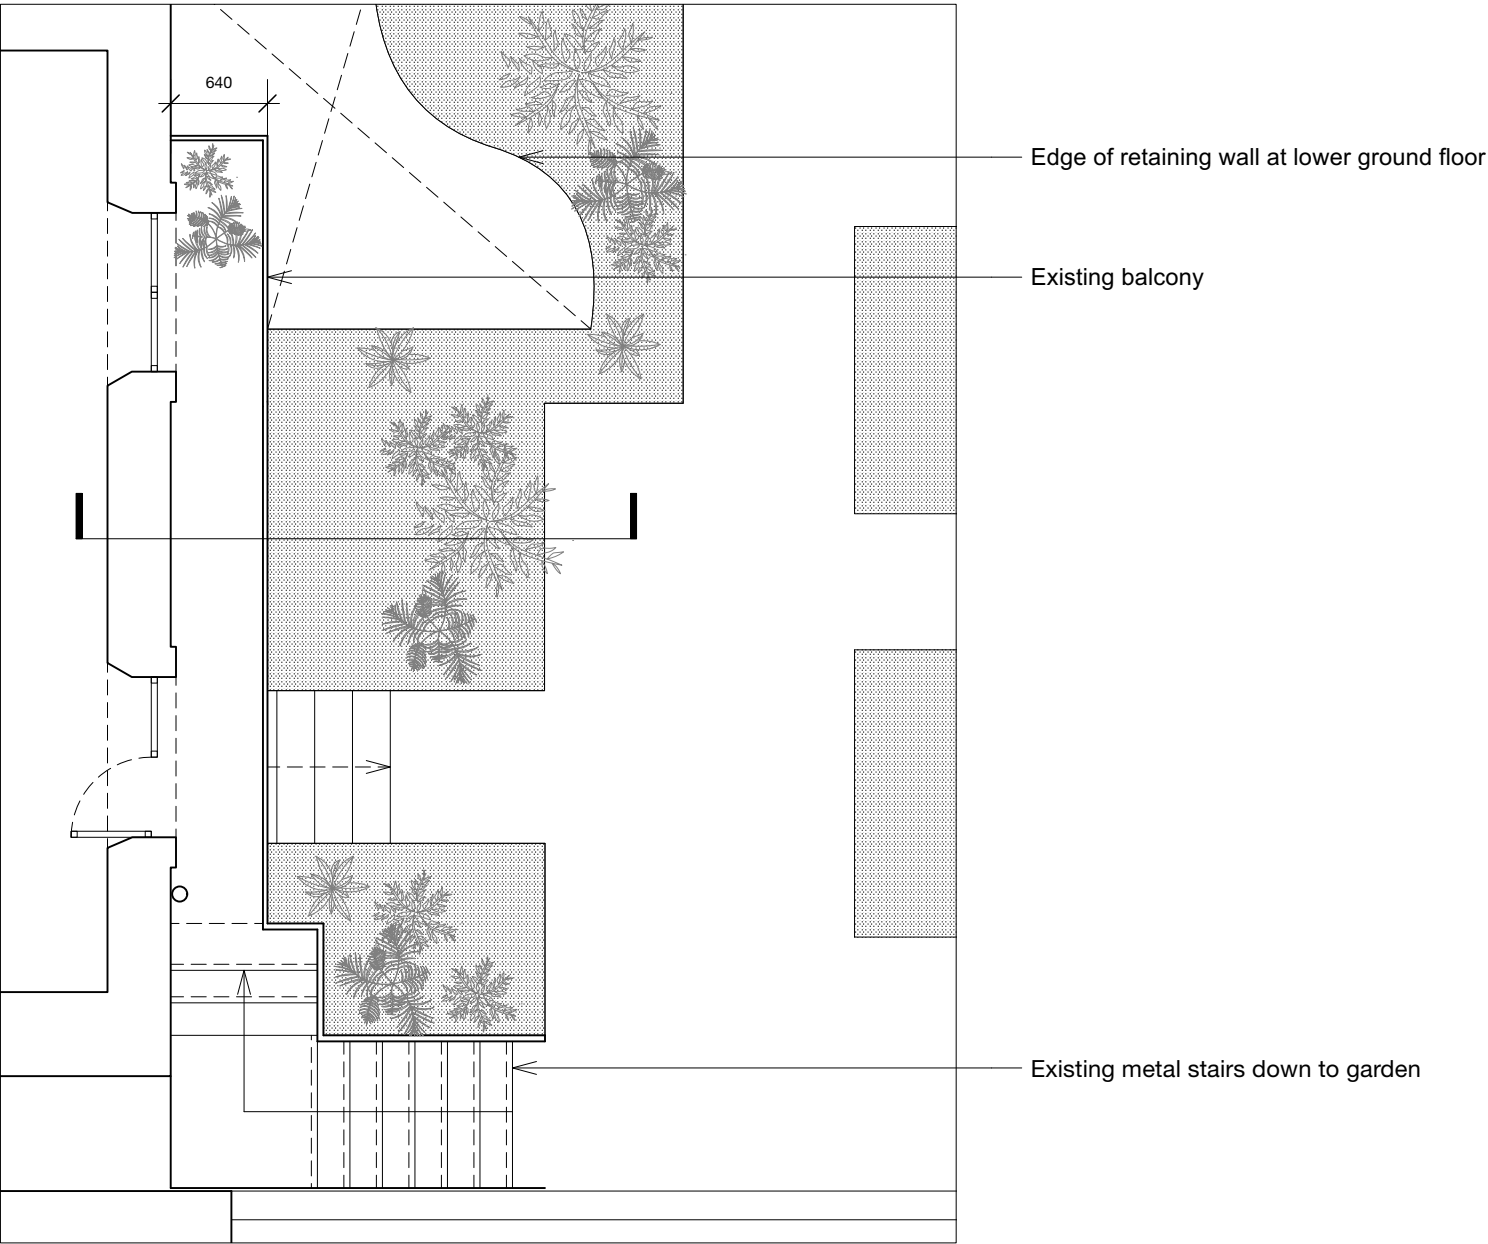 640
Edge of retaining wall at lower ground floor
Existing balcony
Existing metal stairs down to garden